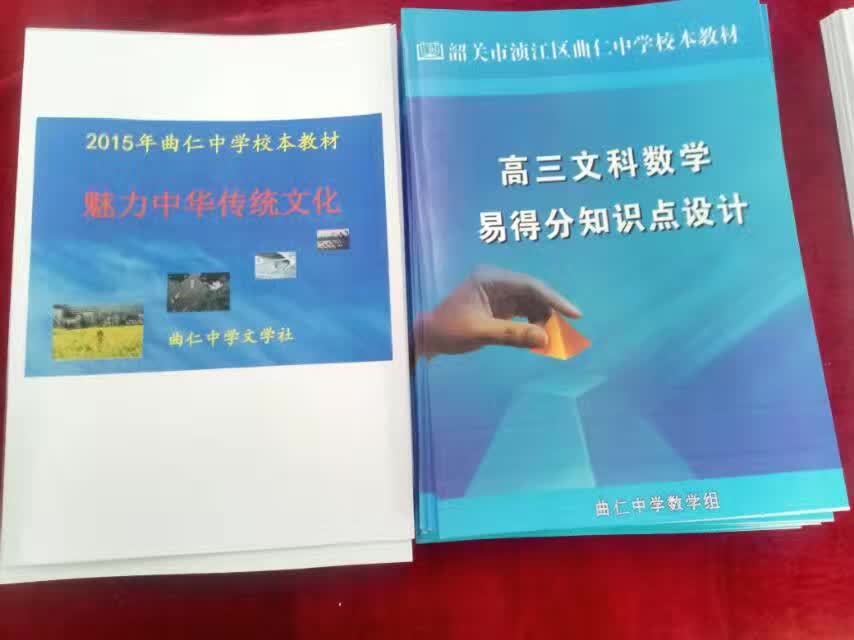 2015年曲仁中学校本教材
魅力中华传统文化
曲仁中学文学社
韶关市浈江区曲仁中学校本教材
高三文科数学
易得分知识点设计
曲仁中学数学组